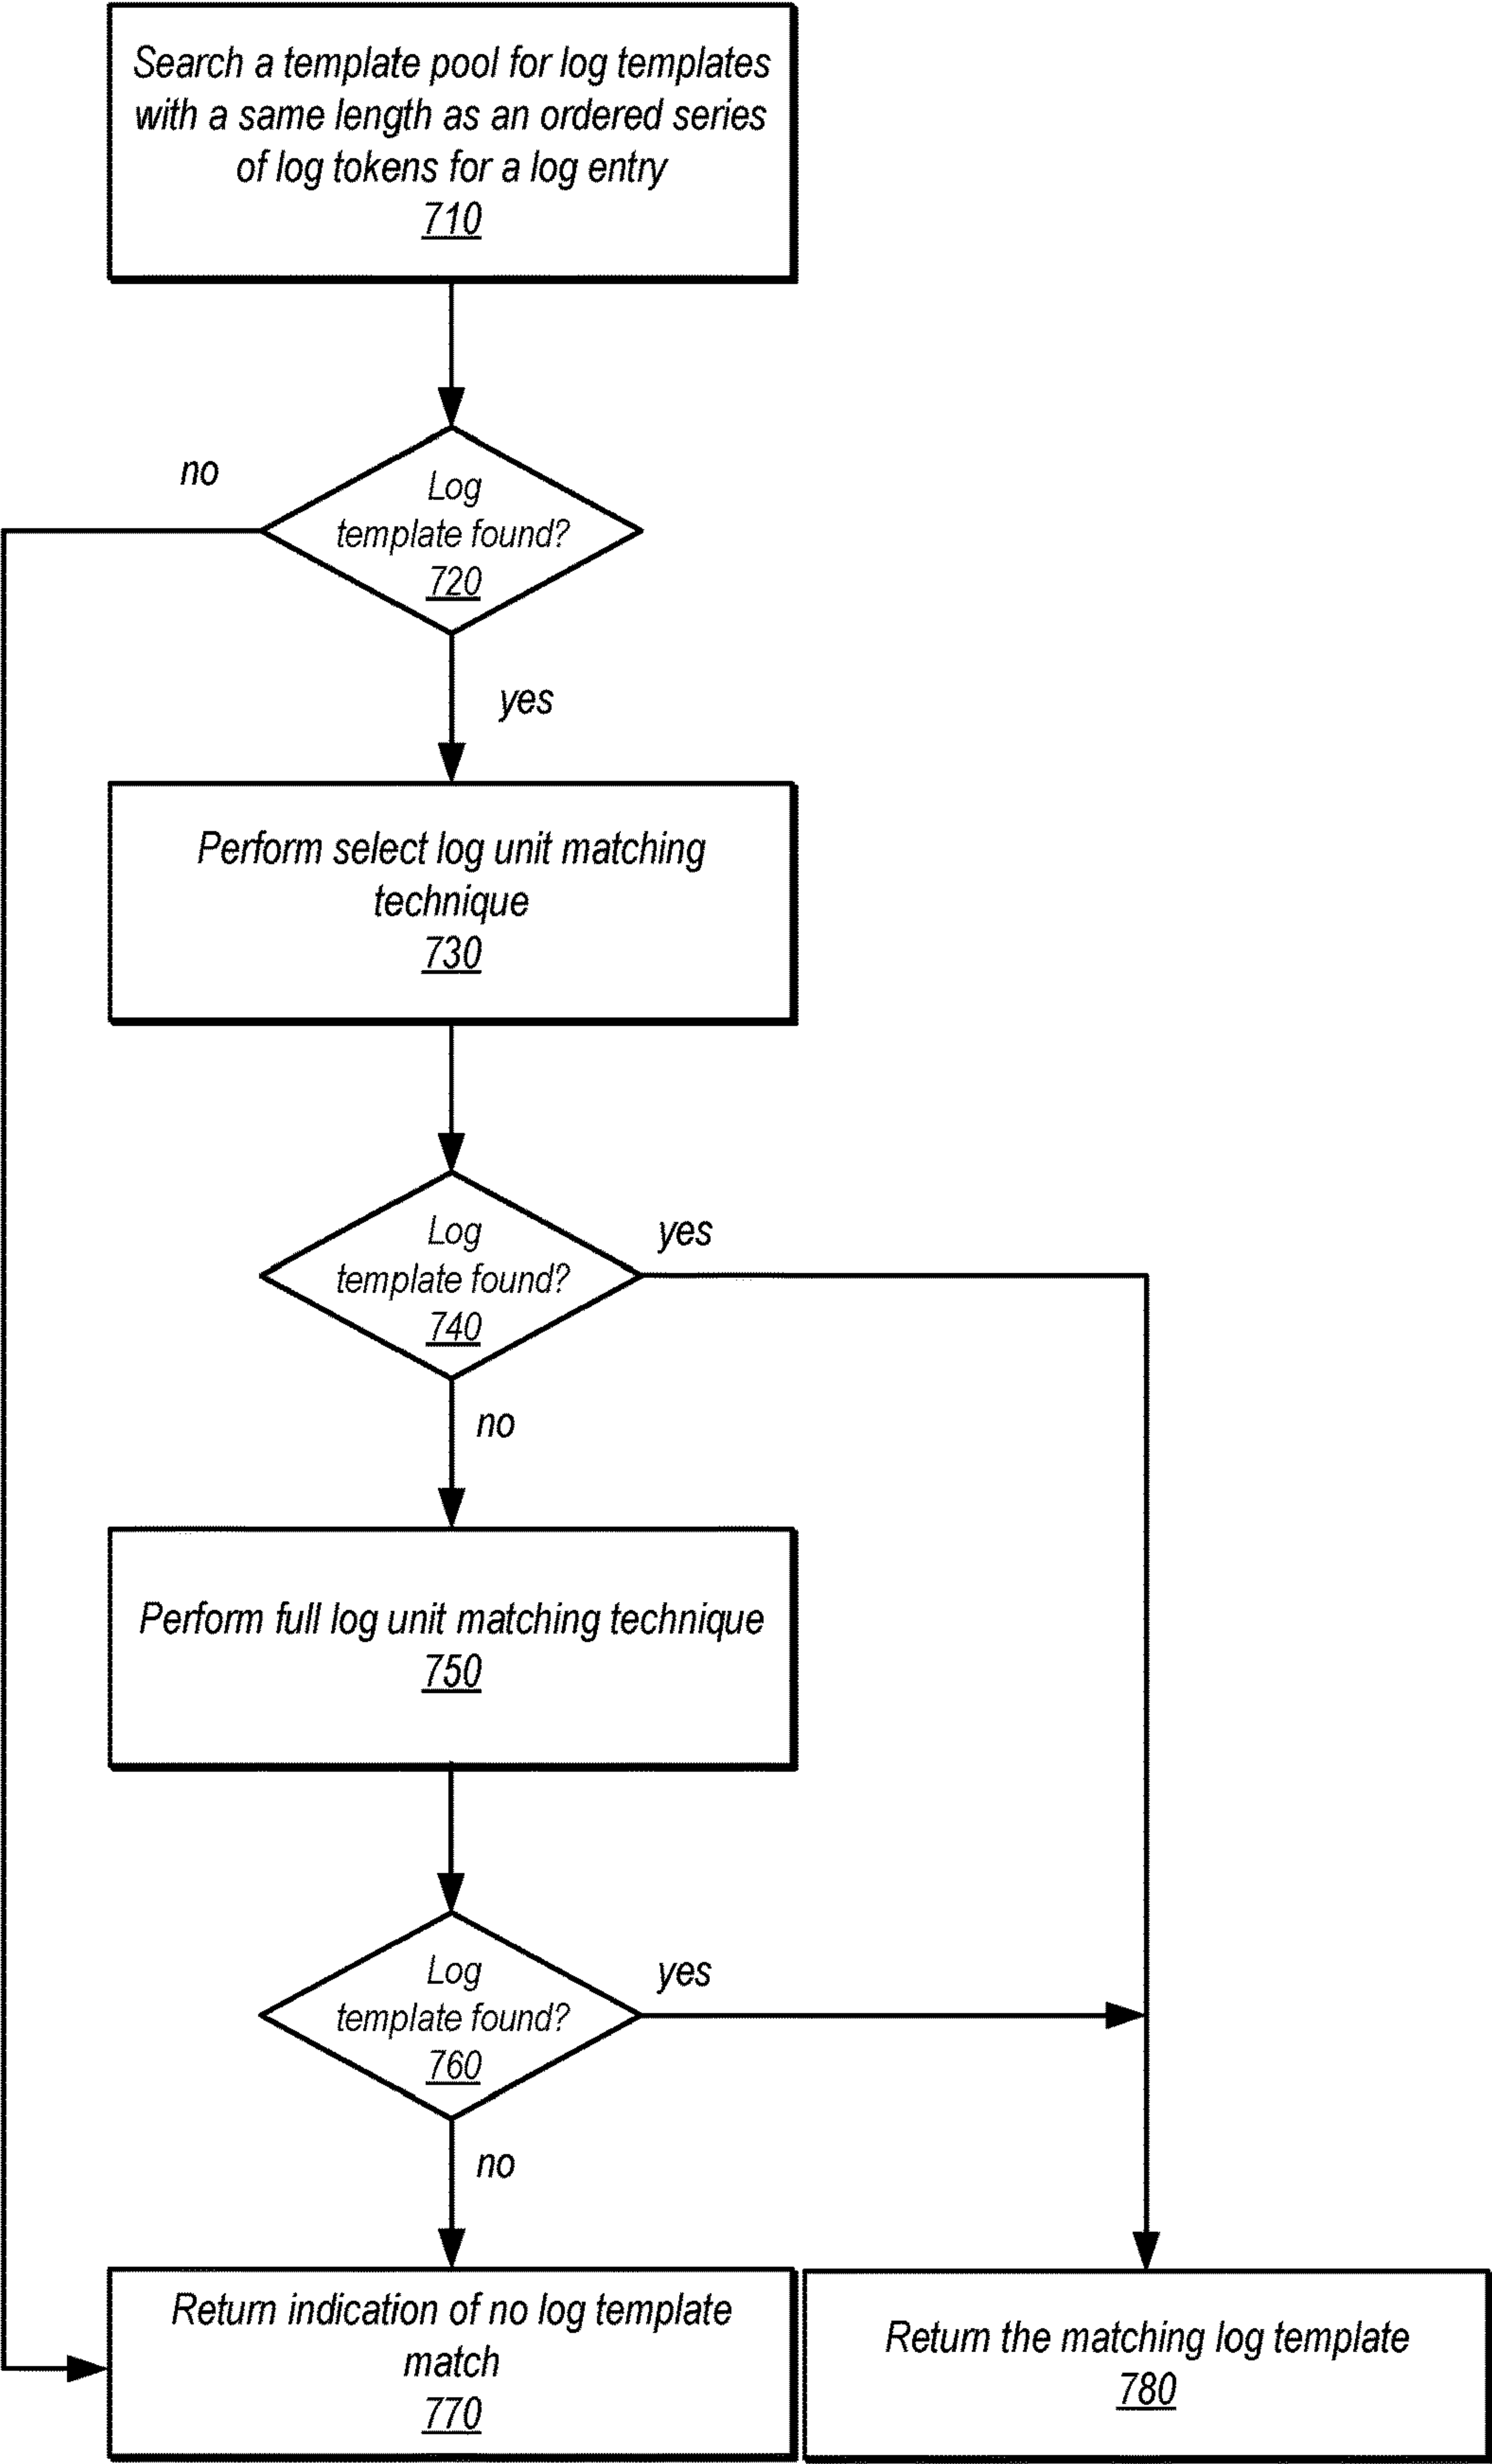 Search a template pool for log templates
with a same length as an ordered series
of log tokens for a log entry
710
no
Log
template found?
720
yes
Perform select log unit matching
technique
730
Log
template found?
740
yes
no
Perform full log unit matching technique
750
Log
template found?
760
yes
no
Return indication of no log template
match
770
Return the matching log template
780